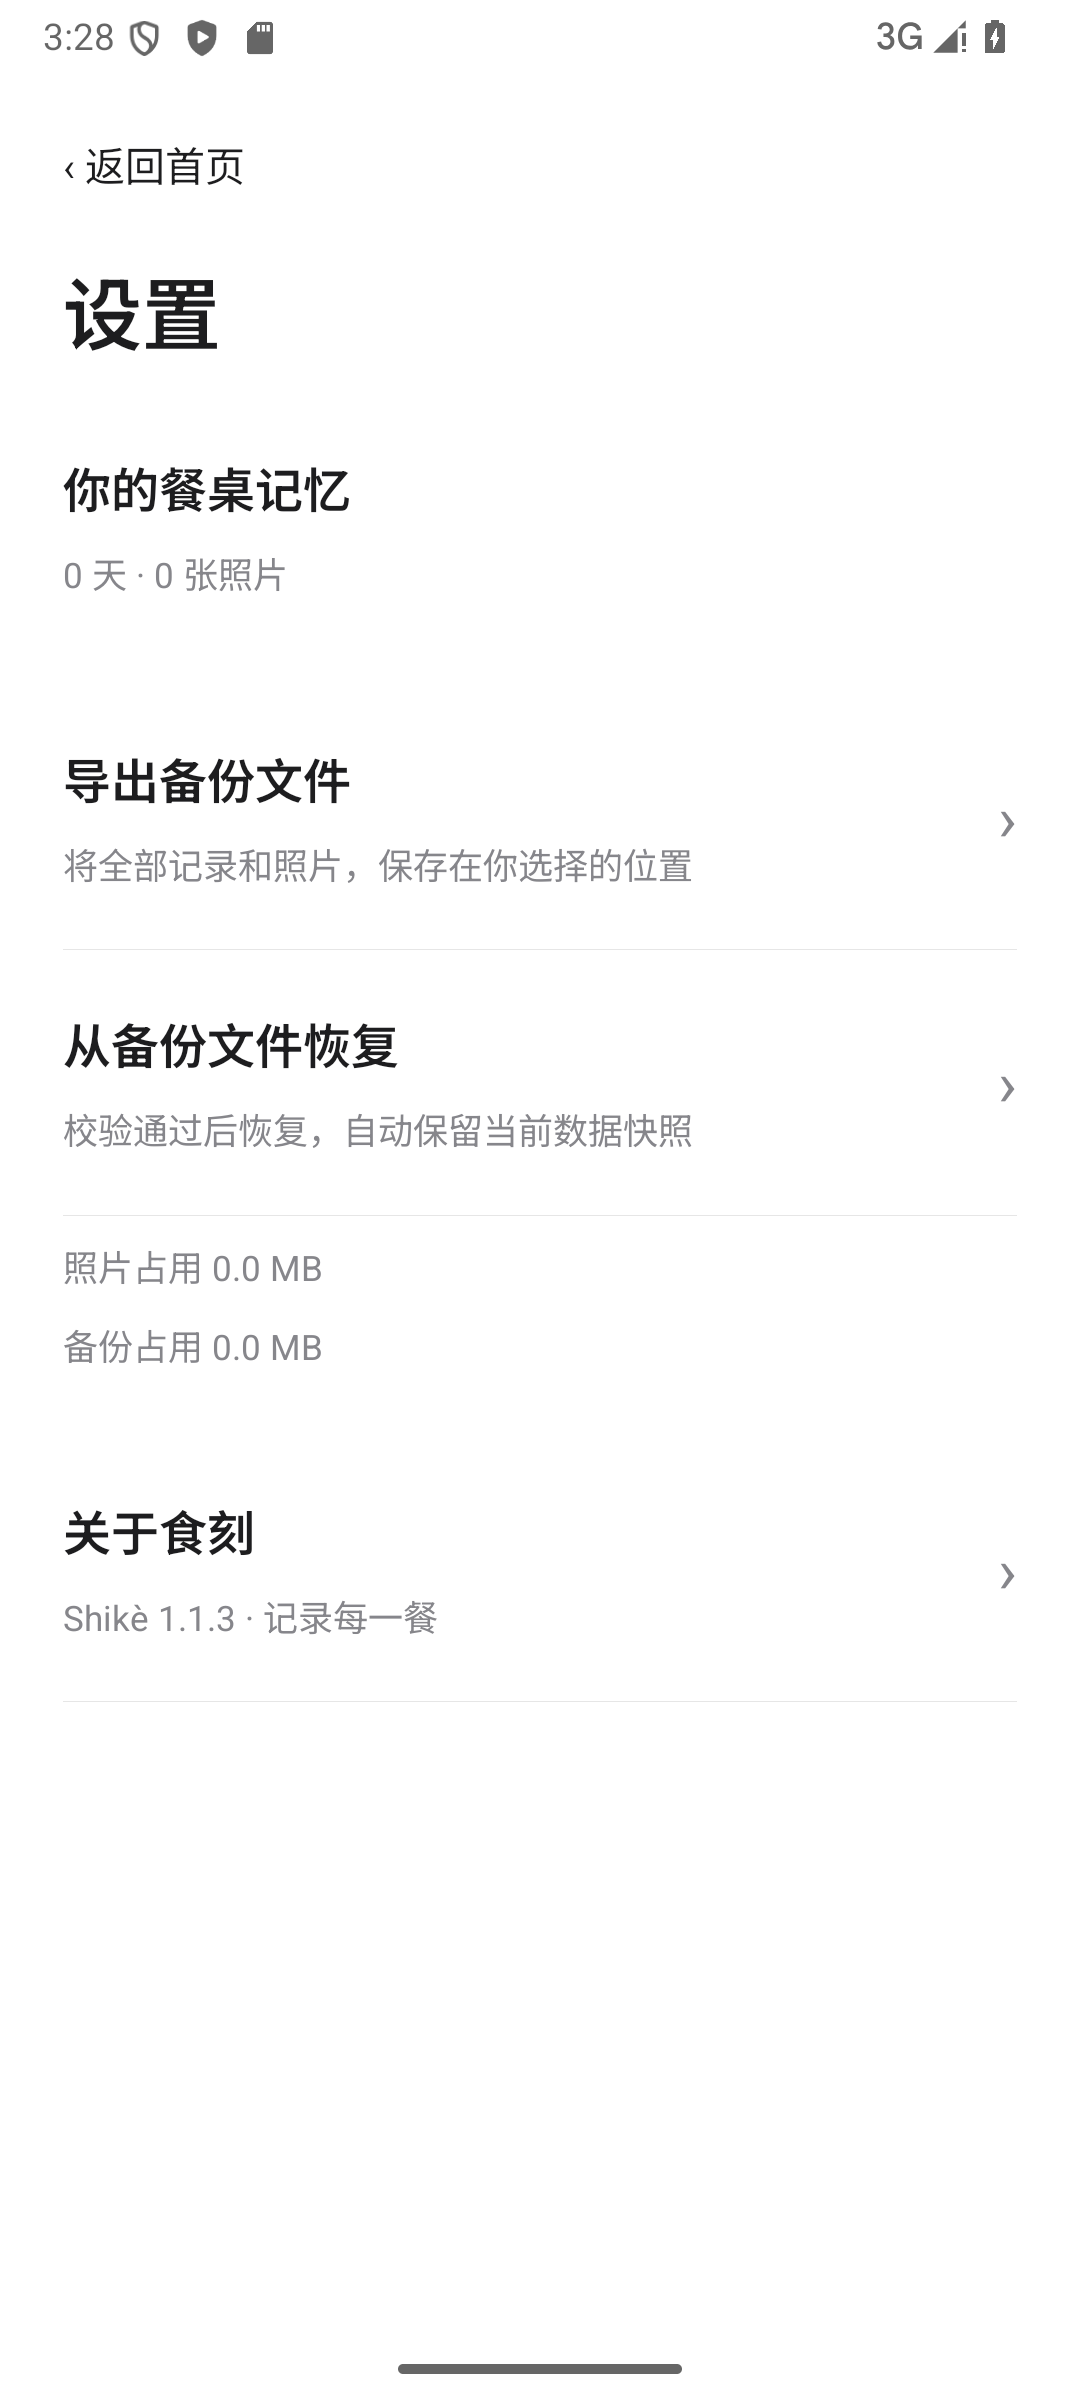 3:28
3G
‹ 返回首页
设置
你的餐桌记忆
0 天 · 0 张照片
导出备份文件
将全部记录和照片，保存在你选择的位置
›
从备份文件恢复
校验通过后恢复，自动保留当前数据快照
›
照片占用 0.0 MB
备份占用 0.0 MB
关于食刻
Shikè 1.1.3 · 记录每一餐
›